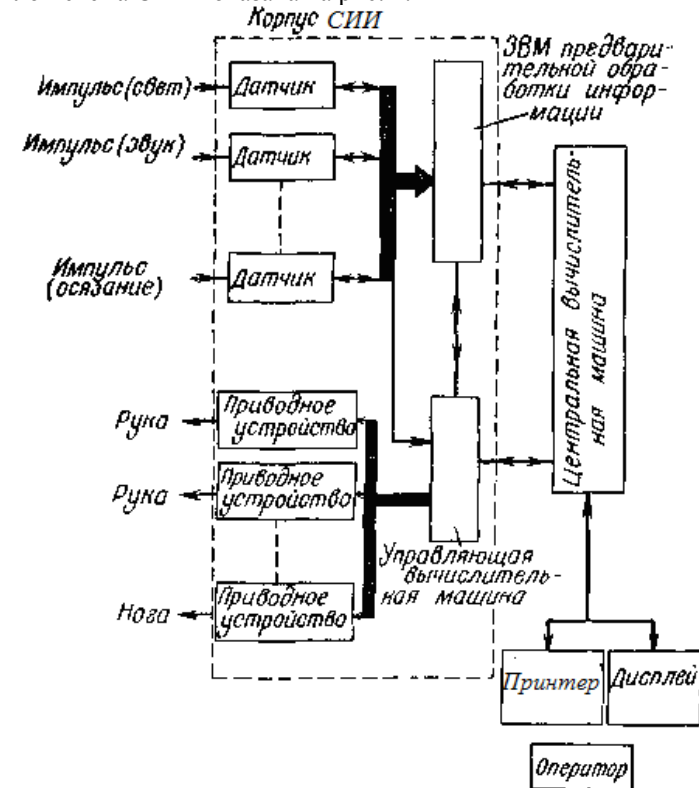 Корпус СИИ
ЭВМ предвари-
тельной обра-
ботки инфор-
мации
Импульс (свет)
Датчик
Импульс (звук)
Датчик
Импульс
(осязание)
Датчик
Центральная вычислитель-
ная машина
Рука
Приводное
устройство
Рука
Приводное
устройство
Управляющая
вычислитель-
ная машина
Нога
Приводное
устройство
Принтер
Дисплей
Оператор